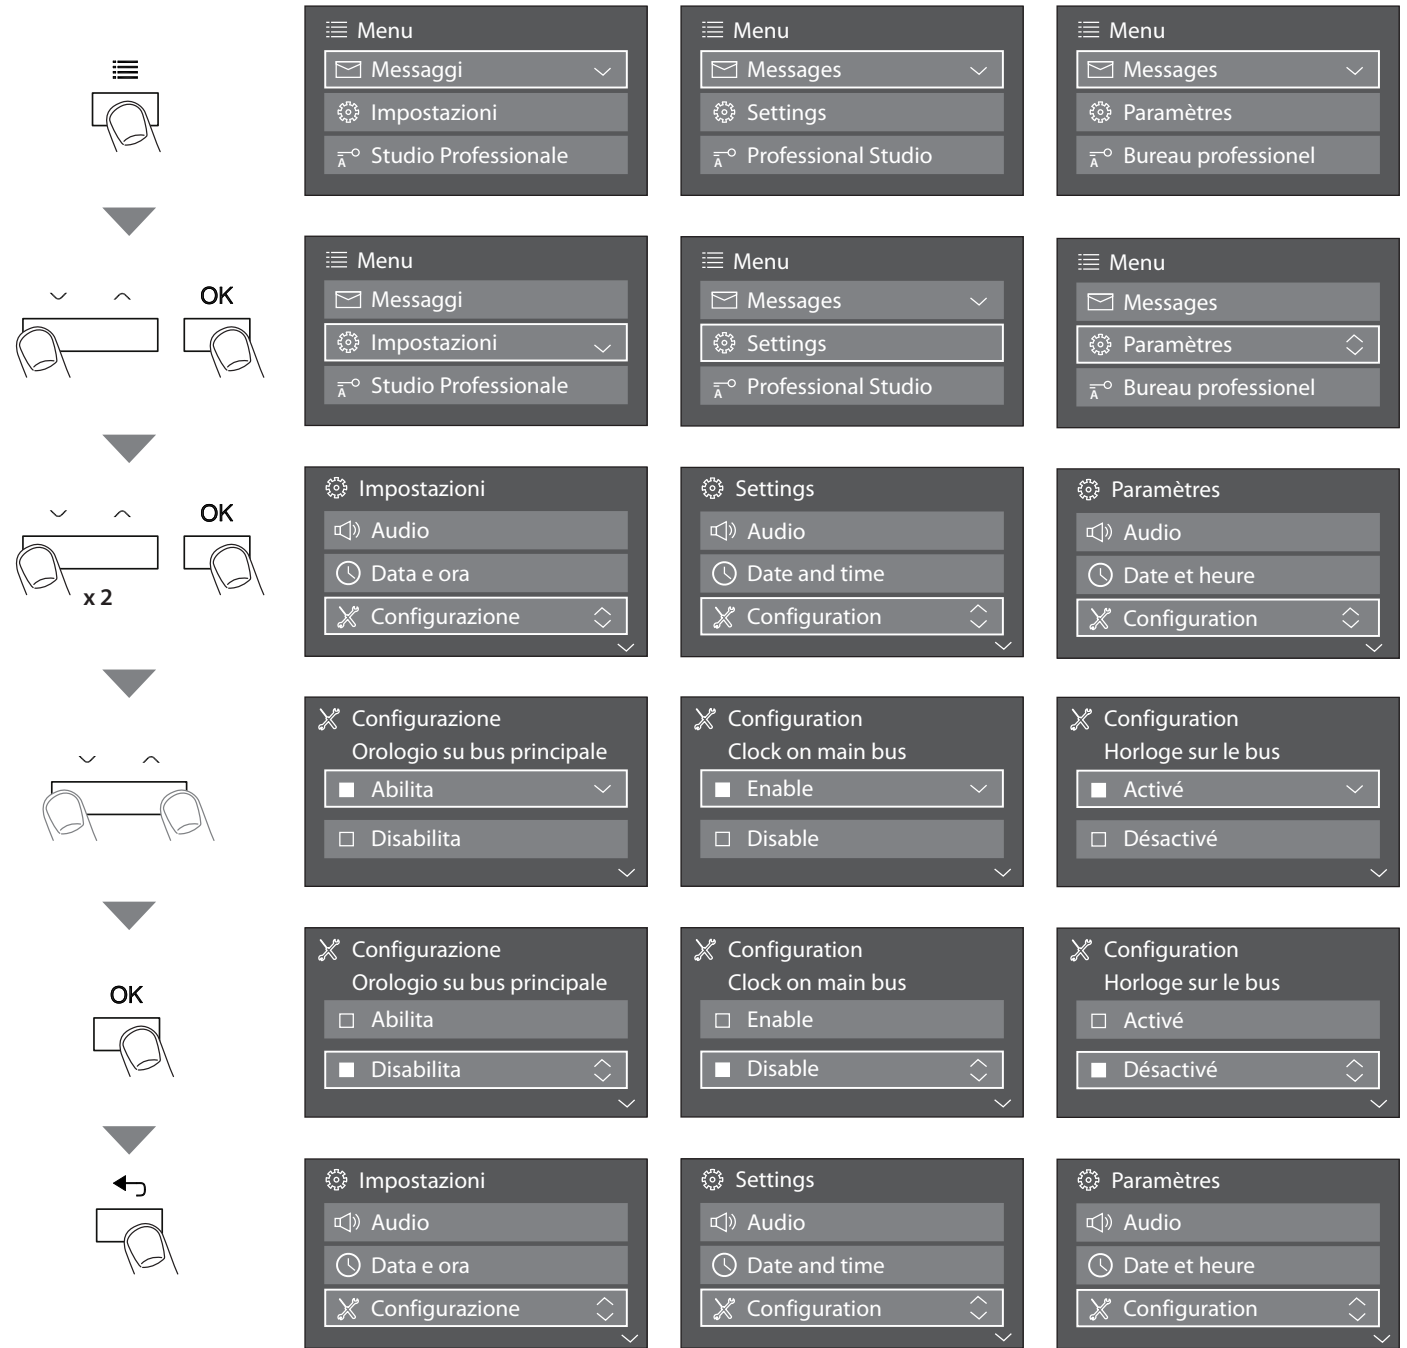 Menu
Messaggi
Impostazioni
A Studio Professionale
Menu
Messages
Settings
A Professional Studio
Menu
Messages
Paramètres
A Bureau professionel
OK
Menu
Messaggi
Impostazioni
A Studio Professionale
Menu
Messages
Settings
A Professional Studio
Menu
Messages
Paramètres
A Bureau professionel
OK
x 2
Impostazioni
Audio
Data e ora
Configurazione
Settings
Audio
Date and time
Configuration
Paramètres
Audio
Date et heure
Configuration
Configurazione
Orologio su bus principale
Abilita
Disabilita
Configuration
Clock on main bus
Enable
Disable
Configuration
Horloge sur le bus
Activé
Désactivé
OK
Configurazione
Orologio su bus principale
Abilita
Disabilita
Configuration
Clock on main bus
Enable
Disable
Configuration
Horloge sur le bus
Activé
Désactivé
Impostazioni
Audio
Data e ora
Configurazione
Settings
Audio
Date and time
Configuration
Paramètres
Audio
Date et heure
Configuration